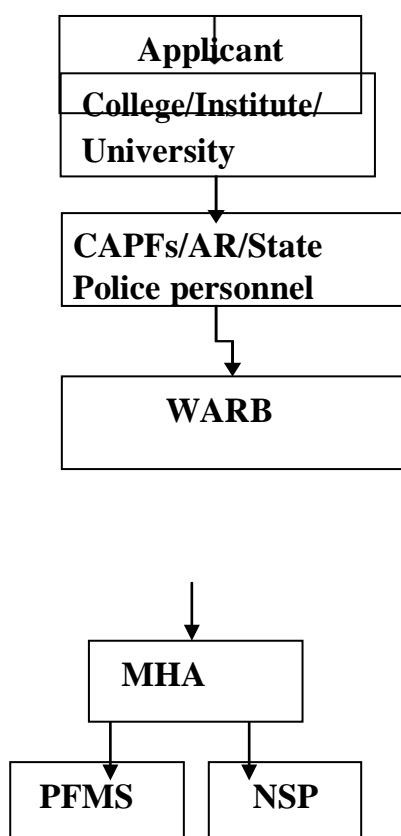 Applicant
College/Institute/
University
CAPFs/AR/State
Police personnel
WARB
MHA
PFMS
NSP